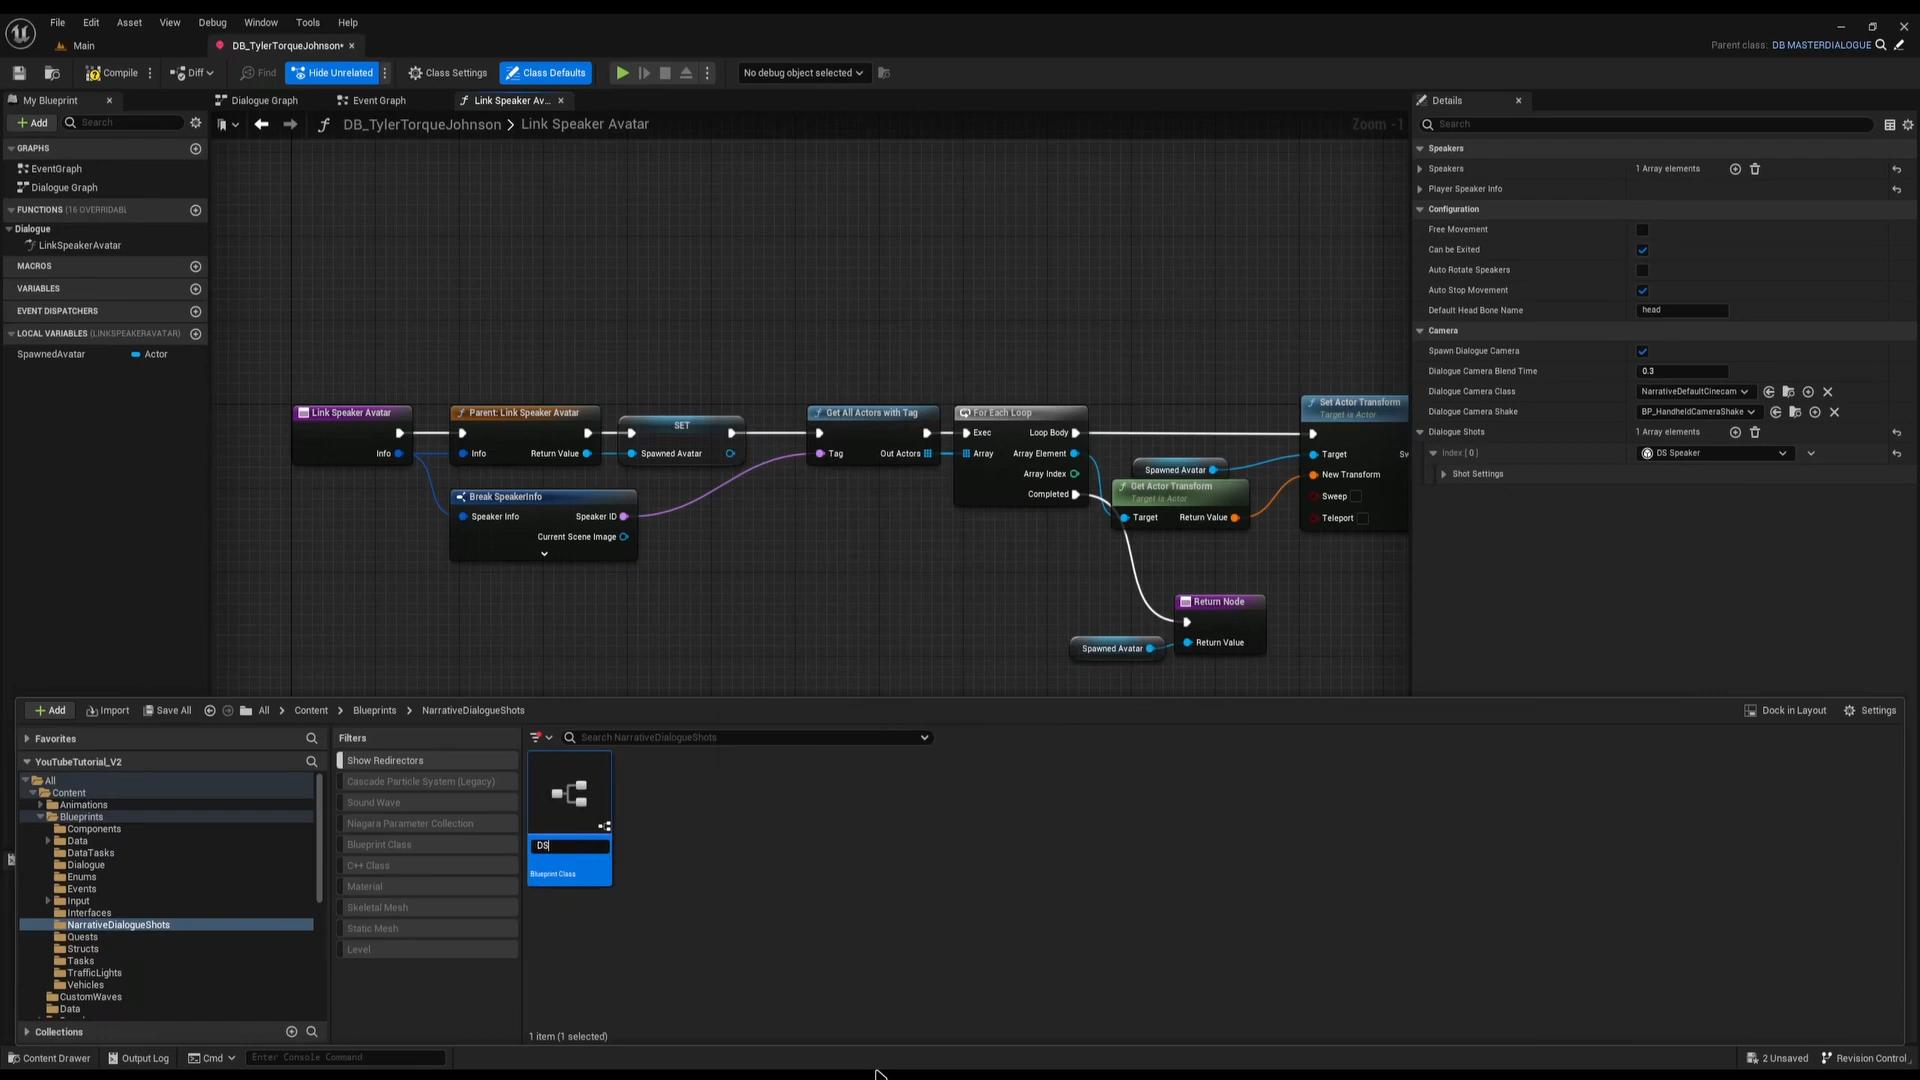 File Edit Asset View Debug Window Tools Help
Main
DB_TylerTorqueJohnson*
Parent class: DB MASTERDIALOGUE
Compile
Diff
Find
Hide Unrelated
Class Settings
Class Defaults
No debug object selected
My Blueprint
Dialogue Graph
Event Graph
Link Speaker Av...
Details
Add
Search
DB_TylerTorqueJohnson > Link Speaker Avatar
Zoom -1
Search
GRAPHS
EventGraph
Dialogue Graph
FUNCTIONS (16 OVERRIDABL
Dialogue
LinkSpeakerAvatar
MACROS
VARIABLES
EVENT DISPATCHERS
LOCAL VARIABLES (LINKSPEAKERAVATAR)
SpawnedAvatar Actor
Link Speaker Avatar
Info
Parent: Link Speaker Avatar
Info Return Value
SET
Spawned Avatar
Break SpeakerInfo
Speaker Info Speaker ID
Current Scene Image
Get All Actors with Tag
Tag Out Actors
For Each Loop
Exec Loop Body
Array Array Element
Array Index
Completed
Spawned Avatar
Get Actor Transform
Target is Actor
Target Return Value
Set Actor Transform
Target is Actor
Target Sw
New Transform
Sweep
Teleport
Return Node
Return Value
Spawned Avatar
Speakers
Speakers 1 Array elements
Player Speaker Info
Configuration
Free Movement
Can be Exited
Auto Rotate Speakers
Auto Stop Movement
Default Head Bone Name head
Camera
Spawn Dialogue Camera
Dialogue Camera Blend Time 0.3
Dialogue Camera Class NarrativeDefaultCinecam
Dialogue Camera Shake BP_HandheldCameraShake
Dialogue Shots 1 Array elements
Index [ 0 ] DS Speaker
Shot Settings
Add Import Save All All > Content > Blueprints > NarrativeDialogueShots
Dock in Layout Settings
Favorites
YouTubeTutorial_V2
All
Content
Animations
Blueprints
Components
Data
DataTasks
Dialogue
Enums
Events
Input
Interfaces
NarrativeDialogueShots
Quests
Structs
Tasks
TrafficLights
Vehicles
CustomWaves
Data
Collections
Filters
Show Redirectors
Cascade Particle System (Legacy)
Sound Wave
Niagara Parameter Collection
Blueprint Class
C++ Class
Material
Skeletal Mesh
Static Mesh
Level
Search NarrativeDialogueShots
DS
Blueprint Class
1 item (1 selected)
Content Drawer Output Log Cmd Enter Console Command
2 Unsaved Revision Control